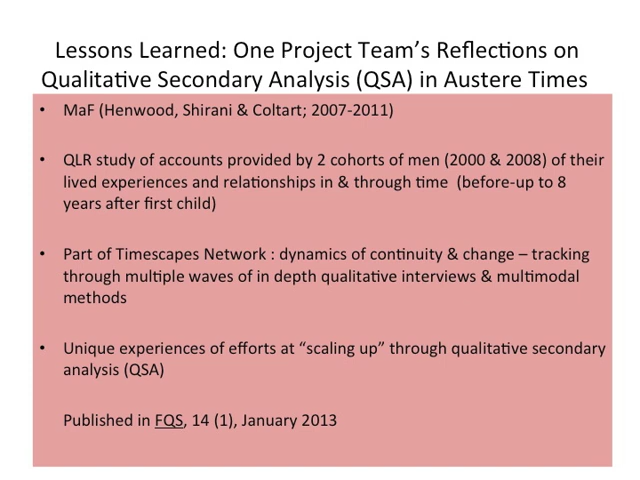 Lessons Learned: One Project Team’s Reflections on
Qualitative Secondary Analysis (QSA) in Austere Times
• MaF (Henwood, Shirani & Coltart; 2007-2011)
• QLR study of accounts provided by 2 cohorts of men (2000 & 2008) of their
lived experiences and relationships in & through time (before-up to 8
years after first child)
• Part of Timescapes Network : dynamics of continuity & change – tracking
through multiple waves of in depth qualitative interviews & multimodal
methods
• Unique experiences of efforts at “scaling up” through qualitative secondary
analysis (QSA)
Published in FQS, 14 (1), January 2013